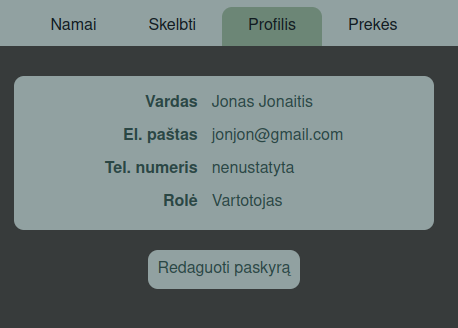 Namai Skelbti Profilis Prekės
Vardas Jonas Jonaitis
El. paštas jonjon@gmail.com
Tel. numeris nenustatyta
Rolė Vartotojas
Redaguoti paskyrą